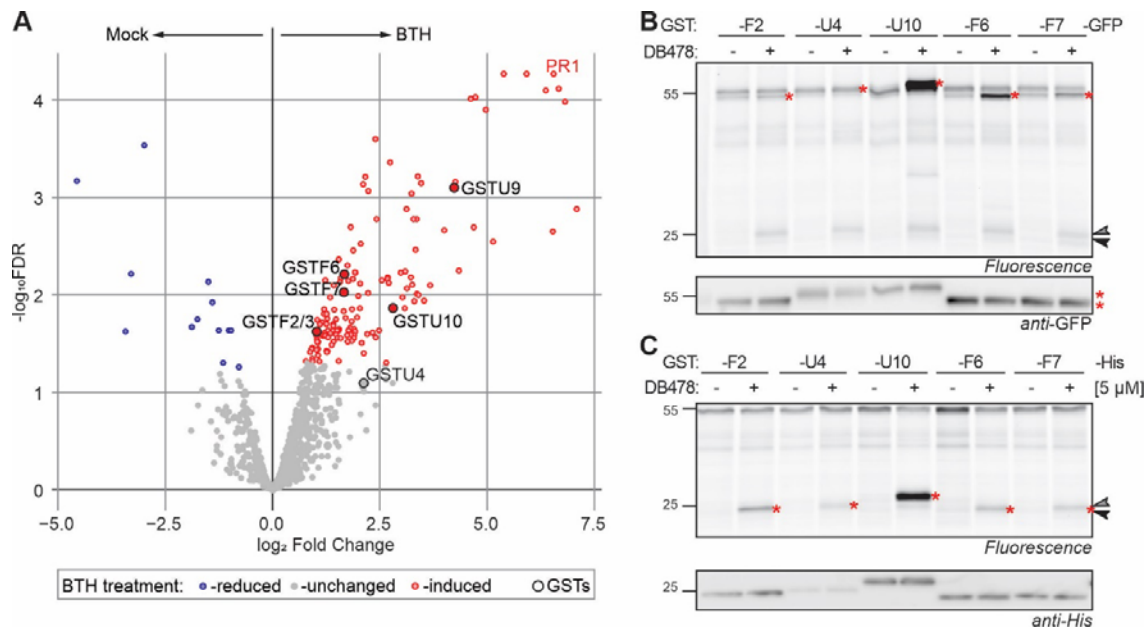 A
Mock
BTH
-log₁₀FDR
4
3
2
1
0
PR1
GSTU9
GSTF6
GSTF7
GSTU10
GSTF2/3
GSTU4
−5.0 −2.5 0.0 2.5 5.0 7.5
log₂ Fold Change
BTH treatment: -reduced -unchanged -induced GSTs
B
GST: -F2 -U4 -U10 -F6 -F7 -GFP
DB478: - + - + - + - + - +
55
*
*
*
*
*
25
Fluorescence
55
*
*
anti-GFP
C
GST: -F2 -U4 -U10 -F6 -F7 -His
DB478: - + - + - + - + - + [5 µM]
55
25
*
*
*
*
*
Fluorescence
25
anti-His